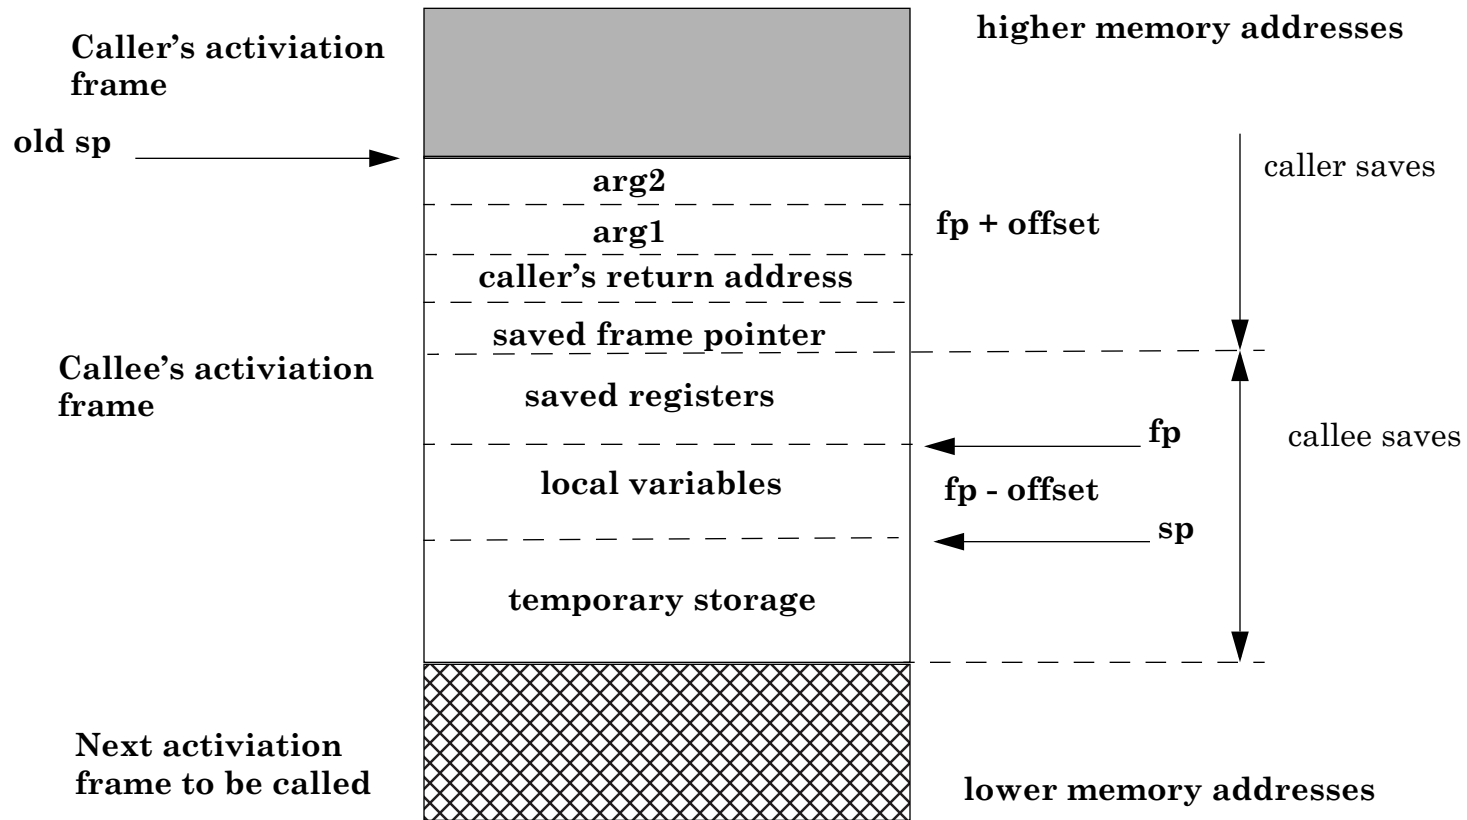 higher memory addresses
Caller's activiation
frame
old sp
caller saves
arg2
arg1
fp + offset
caller’s return address
saved frame pointer
Callee's activiation
frame
saved registers
fp
callee saves
local variables
fp - offset
sp
temporary storage
Next activiation
frame to be called
lower memory addresses